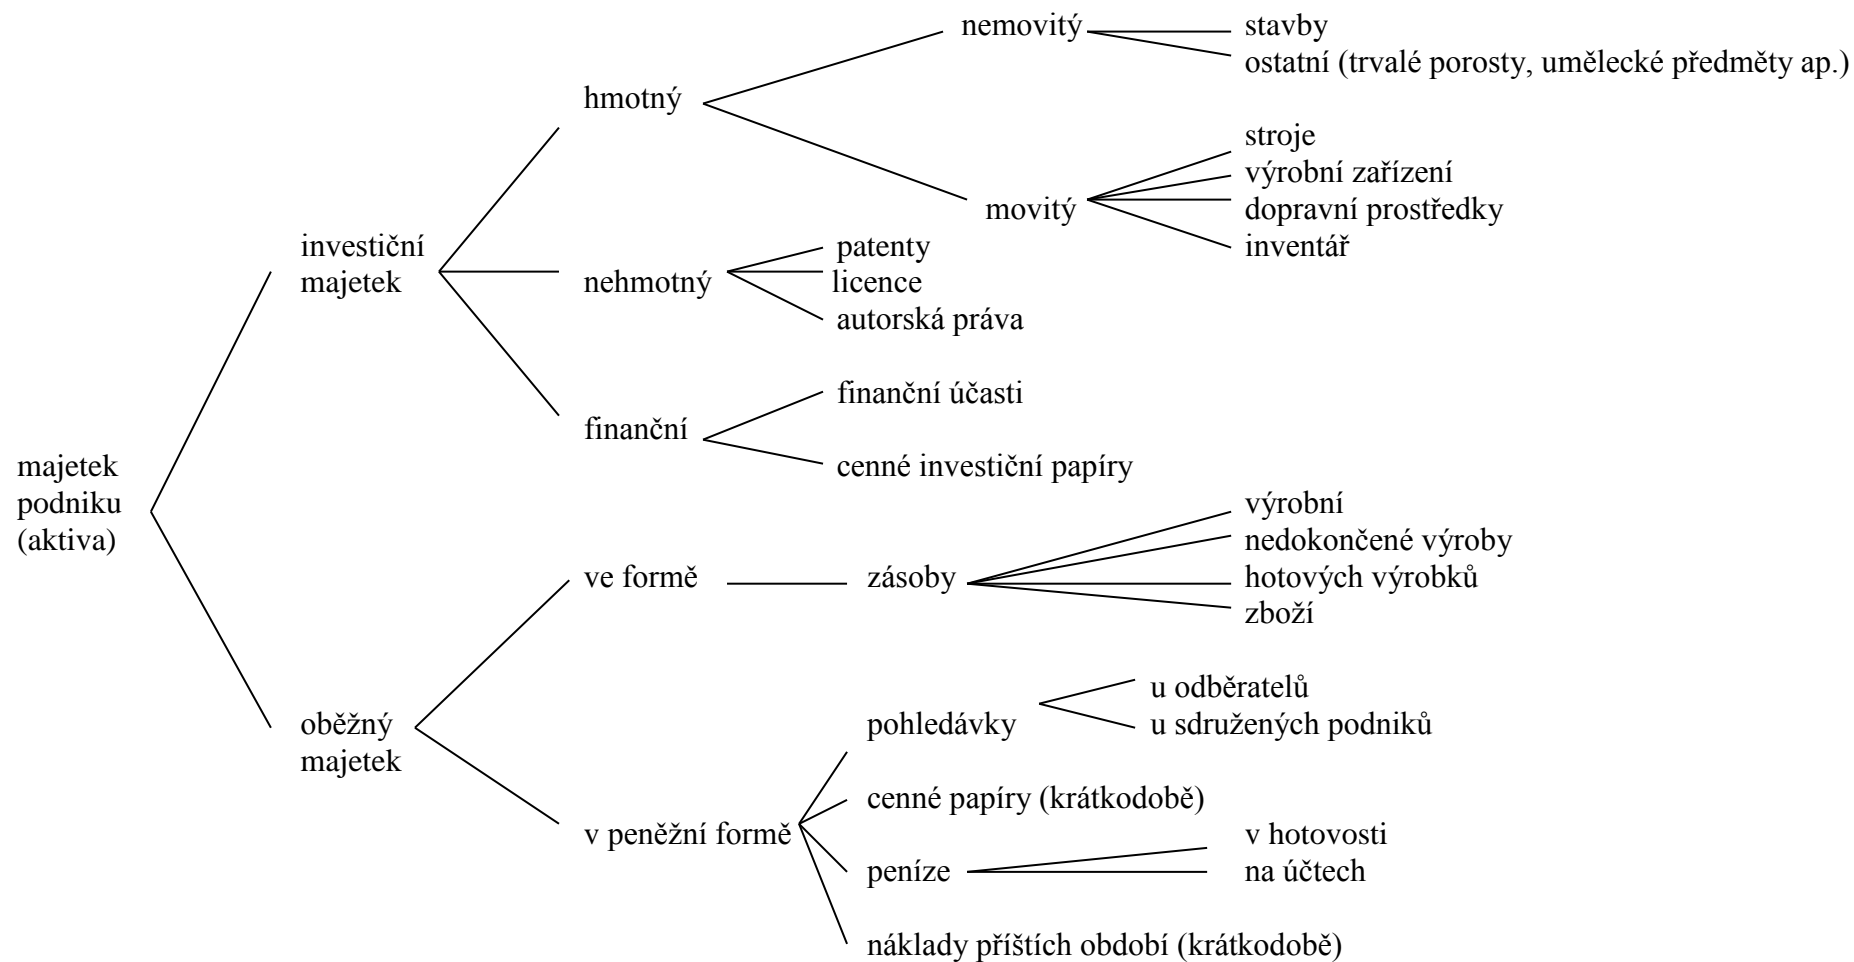 nemovitý
stavby
ostatní (trvalé porosty, umělecké předměty ap.)
hmotný
stroje
výrobní zařízení
movitý
dopravní prostředky
investiční
patenty
inventář
majetek
nehmotný
licence
autorská práva
finanční účasti
finanční
majetek
cenné investiční papíry
podniku
výrobní
(aktiva)
nedokončené výroby
ve formě
zásoby
hotových výrobků
zboží
u odběratelů
oběžný
pohledávky
u sdružených podniků
majetek
cenné papíry (krátkodobě)
v peněžní formě
v hotovosti
peníze
na účtech
náklady příštích období (krátkodobě)